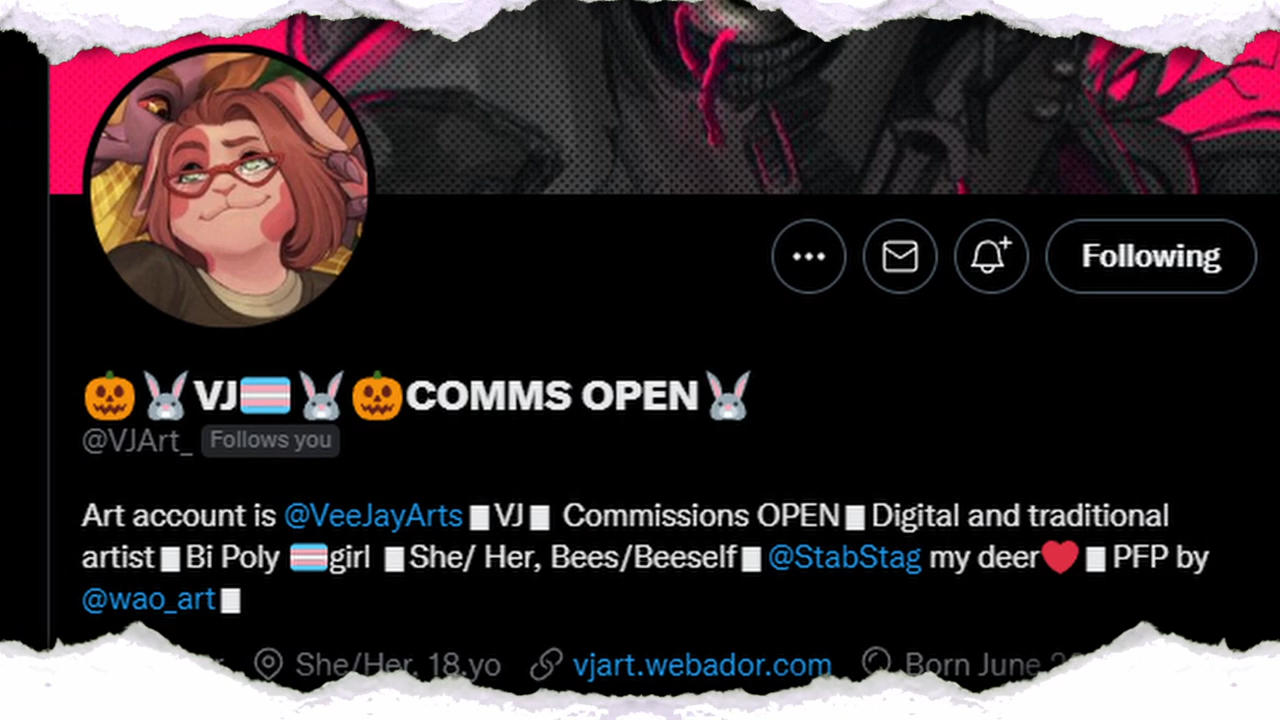 Following
🎃🐰VJ🏳️‍⚧️🐰🎃COMMS OPEN🐰
@VJArt_ Follows you
Art account is @VeeJayArts ▮VJ▮ Commissions OPEN▮Digital and traditional
artist▮Bi Poly 🏳️‍⚧️girl ▮She/ Her, Bees/Beeself▮ @StabStag my deer❤️ ▮PFP by
@wao_art▮
She/Her, 18.yo vjart.webador.com Born June